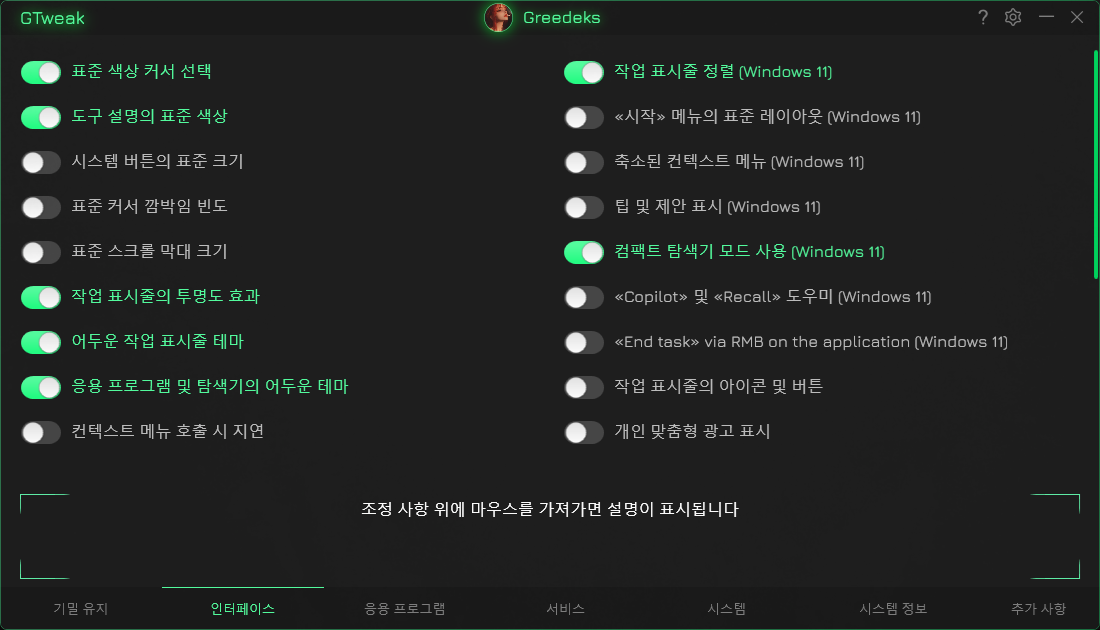 GTweak
Greedeks
?
표준 색상 커서 선택
도구 설명의 표준 색상
시스템 버튼의 표준 크기
표준 커서 깜박임 빈도
표준 스크롤 막대 크기
작업 표시줄의 투명도 효과
어두운 작업 표시줄 테마
응용 프로그램 및 탐색기의 어두운 테마
컨텍스트 메뉴 호출 시 지연
작업 표시줄 정렬 (Windows 11)
«시작» 메뉴의 표준 레이아웃 (Windows 11)
축소된 컨텍스트 메뉴 (Windows 11)
팁 및 제안 표시 (Windows 11)
컴팩트 탐색기 모드 사용 (Windows 11)
«Copilot» 및 «Recall» 도우미 (Windows 11)
«End task» via RMB on the application (Windows 11)
작업 표시줄의 아이콘 및 버튼
개인 맞춤형 광고 표시
조정 사항 위에 마우스를 가져가면 설명이 표시됩니다
기밀 유지
인터페이스
응용 프로그램
서비스
시스템
시스템 정보
추가 사항